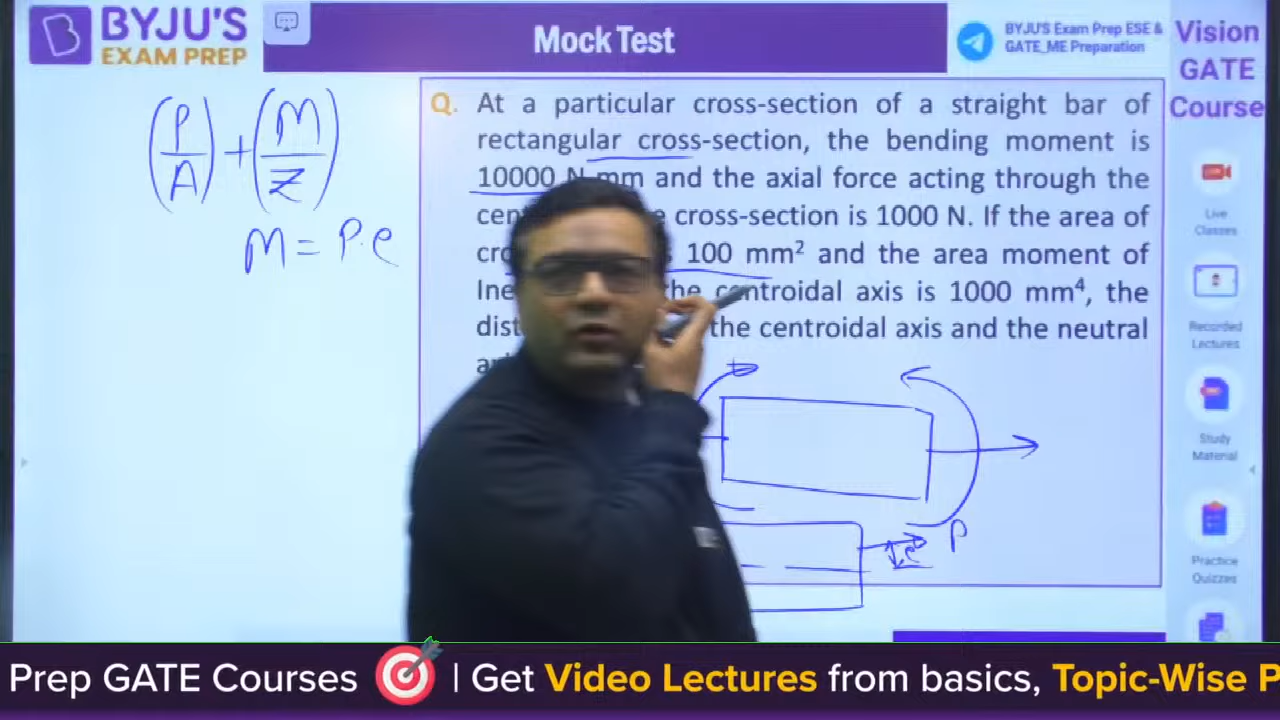 BYJU'S
EXAM PREP
Mock Test
BYJU'S Exam Prep ESE &
GATE_ME Preparation
Vision
GATE
Course
(P/A) + (M/Z)
M = P.e
Q. At a particular cross-section of a straight bar of
rectangular cross-section, the bending moment is
10000 N mm and the axial force acting through the
cross-section is 1000 N. If the area of
100 mm² and the area moment of
the centroidal axis is 1000 mm⁴, the
the centroidal axis and the neutral
e
P
Live
Classes
Recorded
Lectures
Study
Material
Practice
Quizzes
Prep GATE Courses | Get Video Lectures from basics, Topic-Wise P